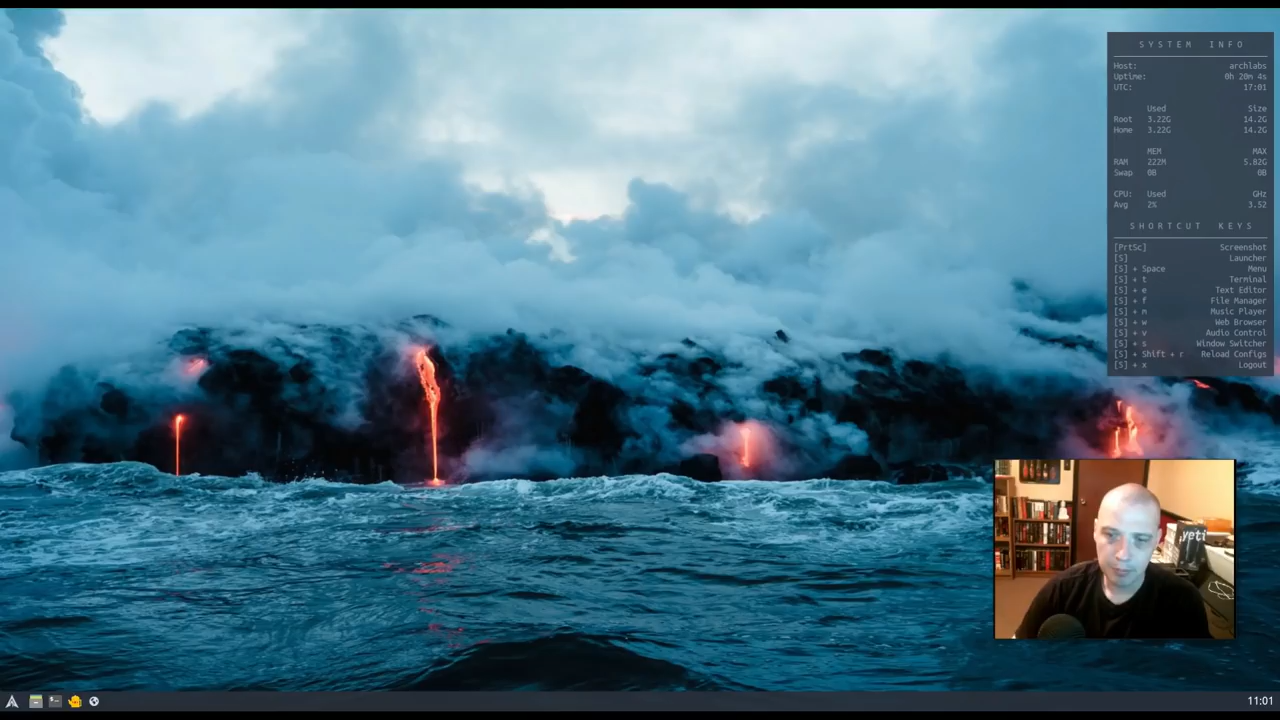 SYSTEM INFO
Host: archlabs
Uptime: 0h 20m 4s
UTC: 17:01
Used Size
Root 3.22G 14.2G
Home 3.22G 14.2G
MEM MAX
RAM 222M 5.82G
Swap 0B 0B
CPU: Used GHz
Avg 2% 3.52
SHORTCUT KEYS
[PrtSc] Screenshot
[S] Launcher
[S] + Space Menu
[S] + t Terminal
[S] + e Text Editor
[S] + f File Manager
[S] + m Music Player
[S] + w Web Browser
[S] + v Audio Control
[S] + s Window Switcher
[S] + Shift + r Reload Configs
[S] + x Logout
yeti
11:01